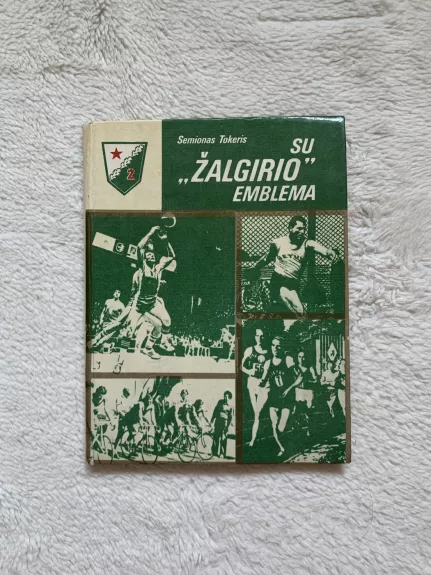 Semionas Tokeris
SU
„ŽALGIRIO”
EMBLEMA
Ž